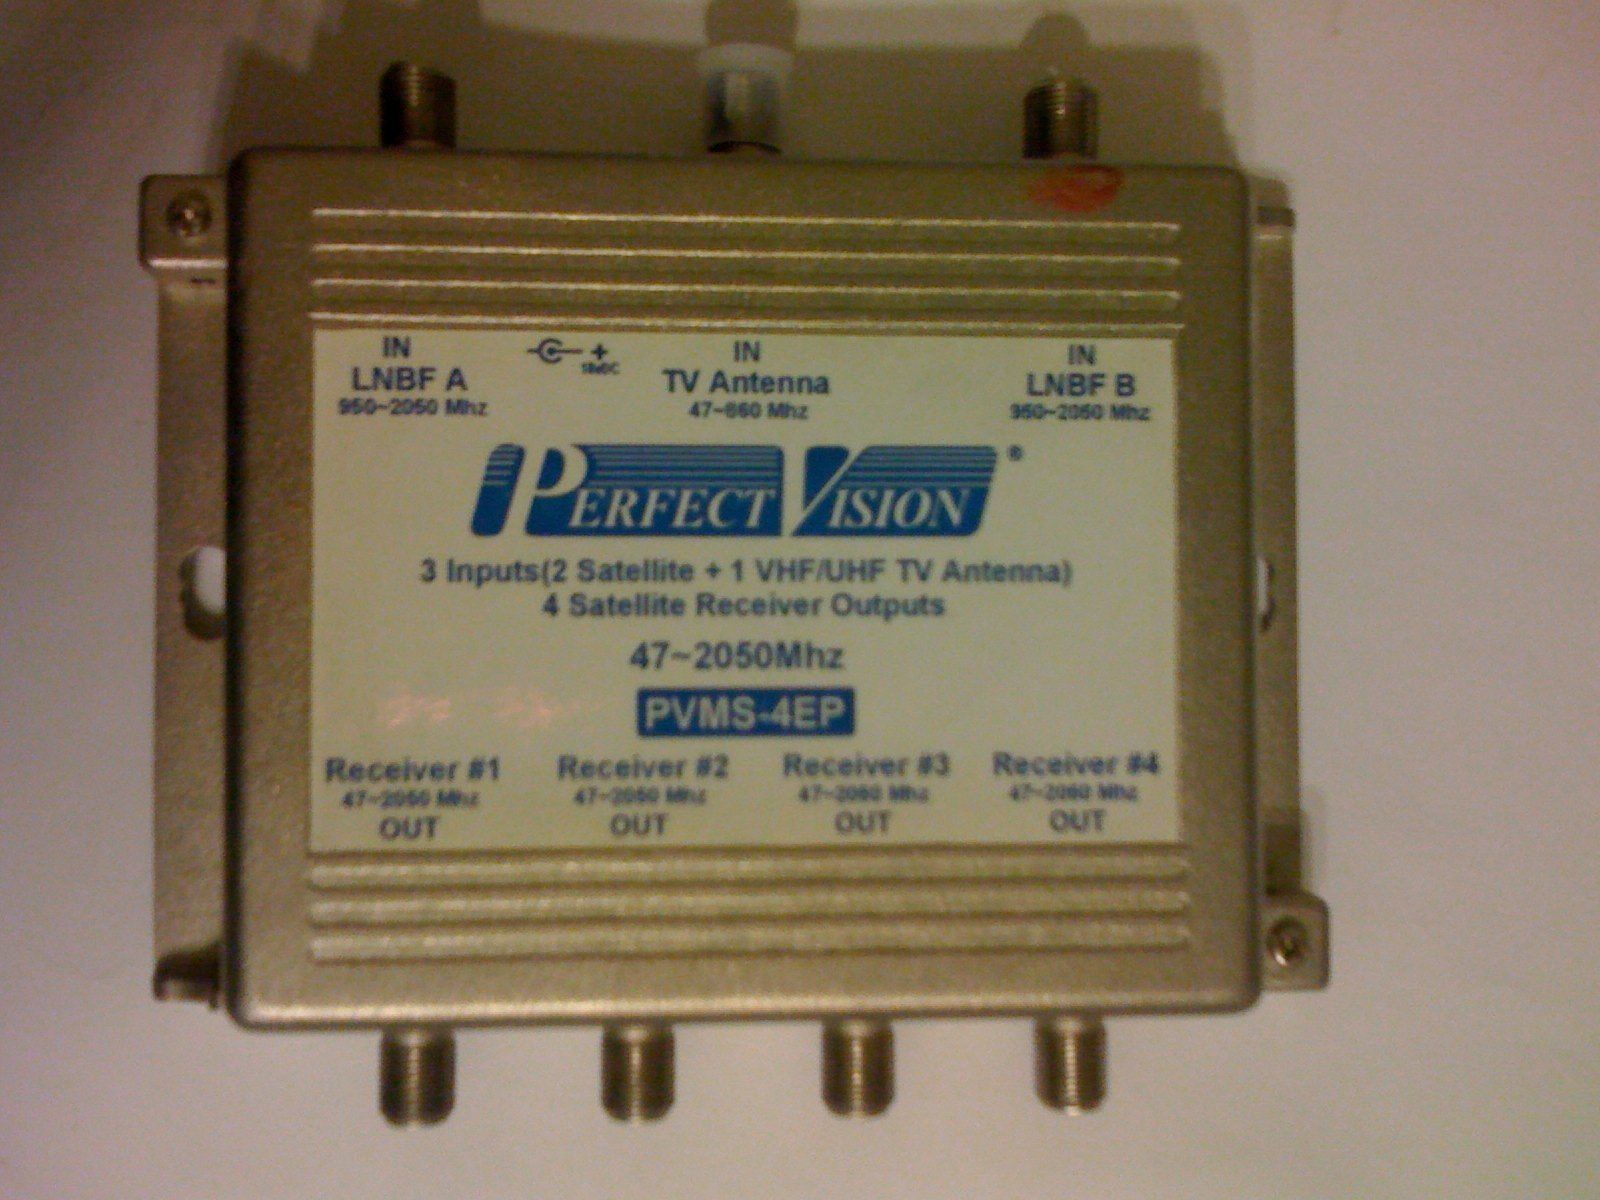 IN
LNBF A
950~2050 Mhz
+
18vDC
IN
TV Antenna
47~860 Mhz
IN
LNBF B
950~2050 Mhz
PERFECT VISION ®
3 Inputs(2 Satellite + 1 VHF/UHF TV Antenna)
4 Satellite Receiver Outputs
47~2050Mhz
PVMS-4EP
Receiver #1
47~2050 Mhz
OUT
Receiver #2
47~2050 Mhz
OUT
Receiver #3
47~2050 Mhz
OUT
Receiver #4
47~2050 Mhz
OUT